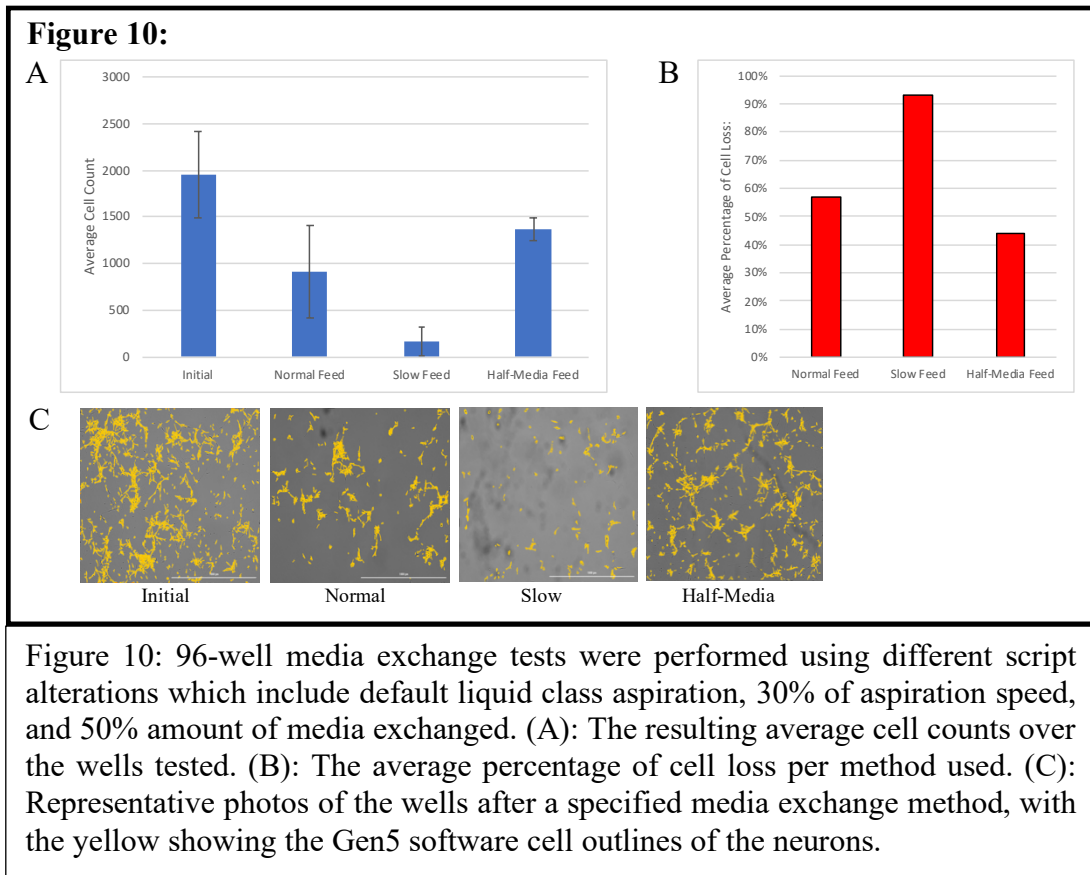 Figure 10:
A
3000
2500
2000
1500
1000
500
0
Average Cell Count
Initial
Normal Feed
Slow Feed
Half-Media Feed
B
100%
90%
80%
70%
60%
50%
40%
30%
20%
10%
0%
Average Percentage of Cell Loss:
Normal Feed
Slow Feed
Half-Media Feed
C
Initial
Normal
Slow
Half-Media
Figure 10: 96-well media exchange tests were performed using different script
alterations which include default liquid class aspiration, 30% of aspiration speed,
and 50% amount of media exchanged. (A): The resulting average cell counts over
the wells tested. (B): The average percentage of cell loss per method used. (C):
Representative photos of the wells after a specified media exchange method, with
the yellow showing the Gen5 software cell outlines of the neurons.